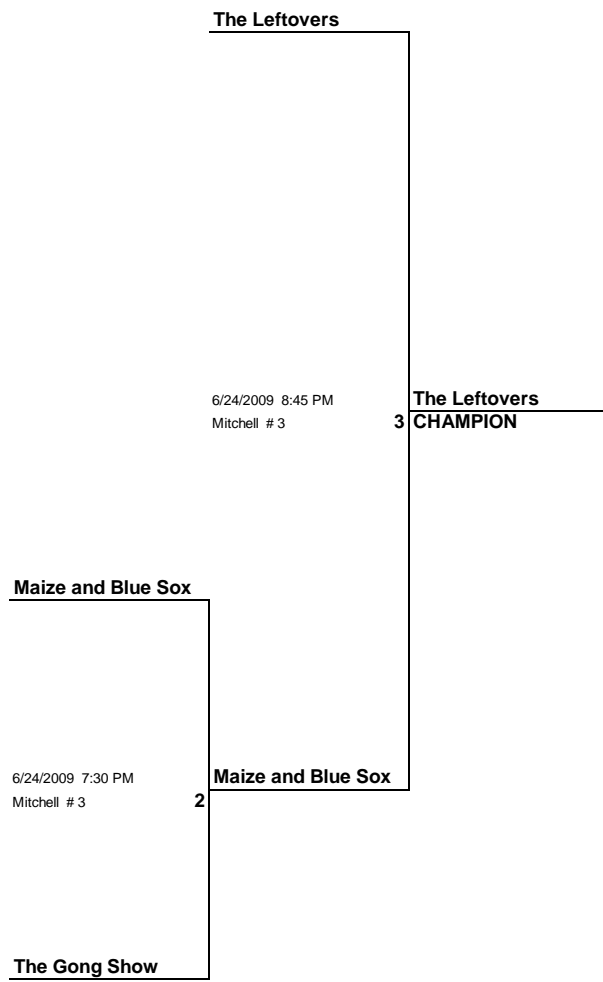 The Leftovers
6/24/2009 8:45 PM
Mitchell # 3
3
The Leftovers
CHAMPION
Maize and Blue Sox
6/24/2009 7:30 PM
Mitchell # 3
2
Maize and Blue Sox
The Gong Show